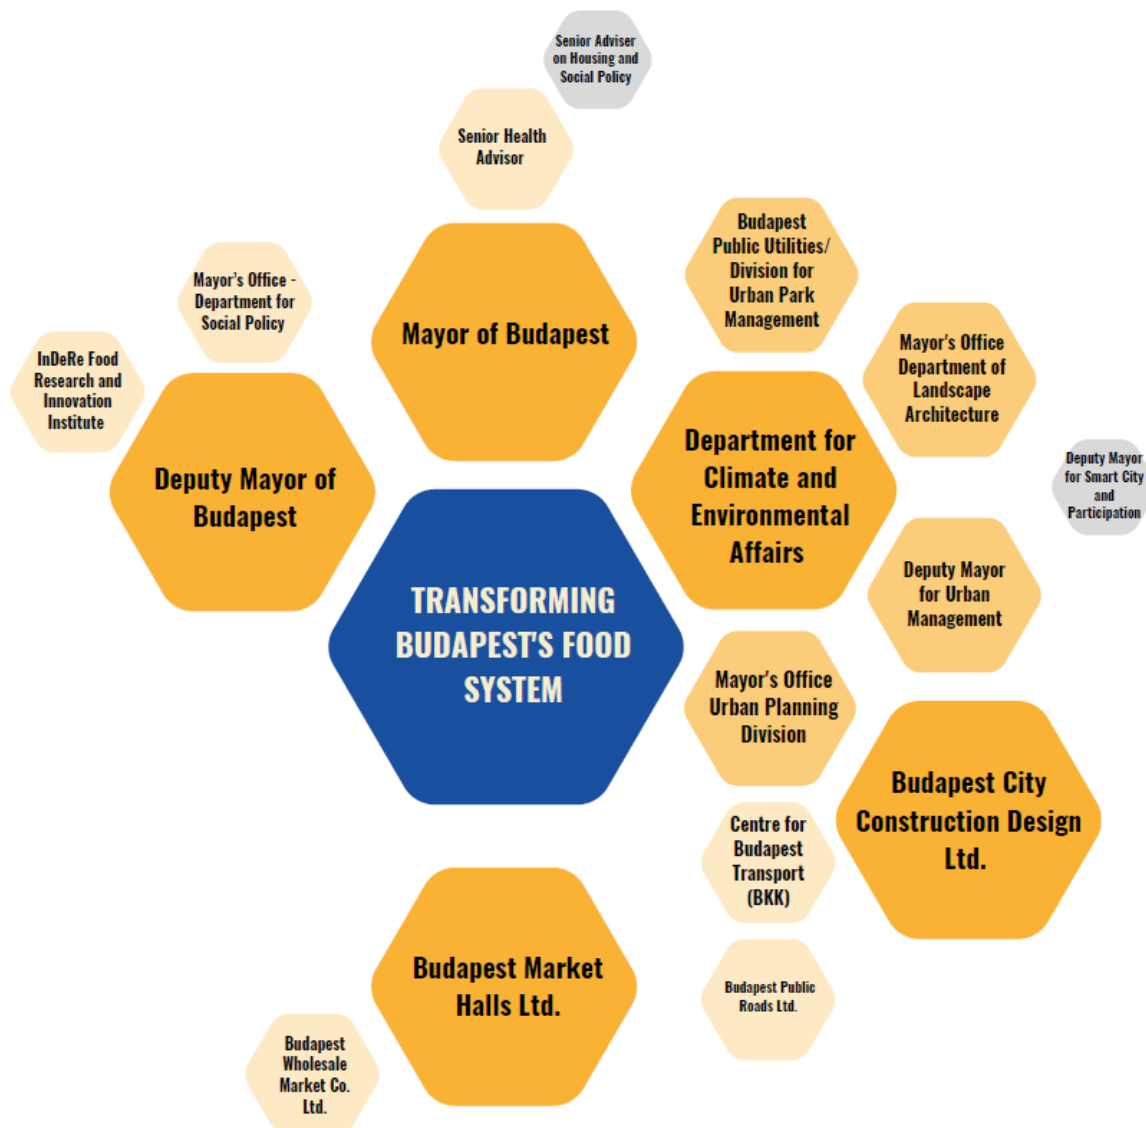 Senior Adviser
on Housing and
Social Policy
Senior Health
Advisor
Budapest
Public Utilities/
Division for
Urban Park
Management
Mayor's Office -
Department for
Social Policy
Mayor of Budapest
Mayor's Office
Department of
Landscape
Architecture
InDeRe Food
Research and
Innovation
Institute
Department for
Climate and
Environmental
Affairs
Deputy Mayor
for Smart City
and
Participation
Deputy Mayor of
Budapest
Deputy Mayor
for Urban
Management
TRANSFORMING
BUDAPEST'S FOOD
SYSTEM
Mayor's Office
Urban Planning
Division
Budapest City
Construction Design
Ltd.
Centre for
Budapest
Transport
(BKK)
Budapest Market
Halls Ltd.
Budapest Public
Roads Ltd.
Budapest
Wholesale
Market Co.
Ltd.